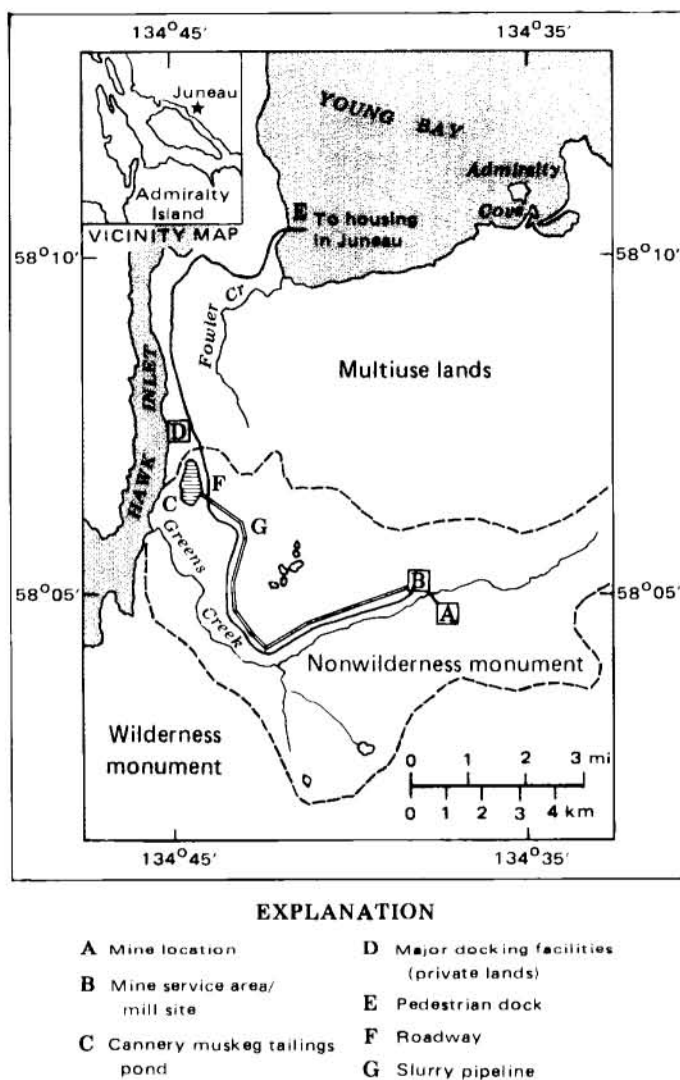 134°45'
134°35'
Juneau
Admiralty
Island
VICINITY MAP
YOUNG BAY
Admiralty
Cove
E
To housing
in Juneau
58°10'
58°10'
Fowler Cr
Multiuse lands
HAWK INLET
D
F
C
G
Greens
Creek
B
58°05'
58°05'
A
Nonwilderness monument
Wilderness
monument
0 1 2 3 mi
0 1 2 3 4 km
134°45'
134°35'
EXPLANATION
A Mine location
B Mine service area/
mill site
C Cannery muskeg tailings
pond
D Major docking facilities
(private lands)
E Pedestrian dock
F Roadway
G Slurry pipeline